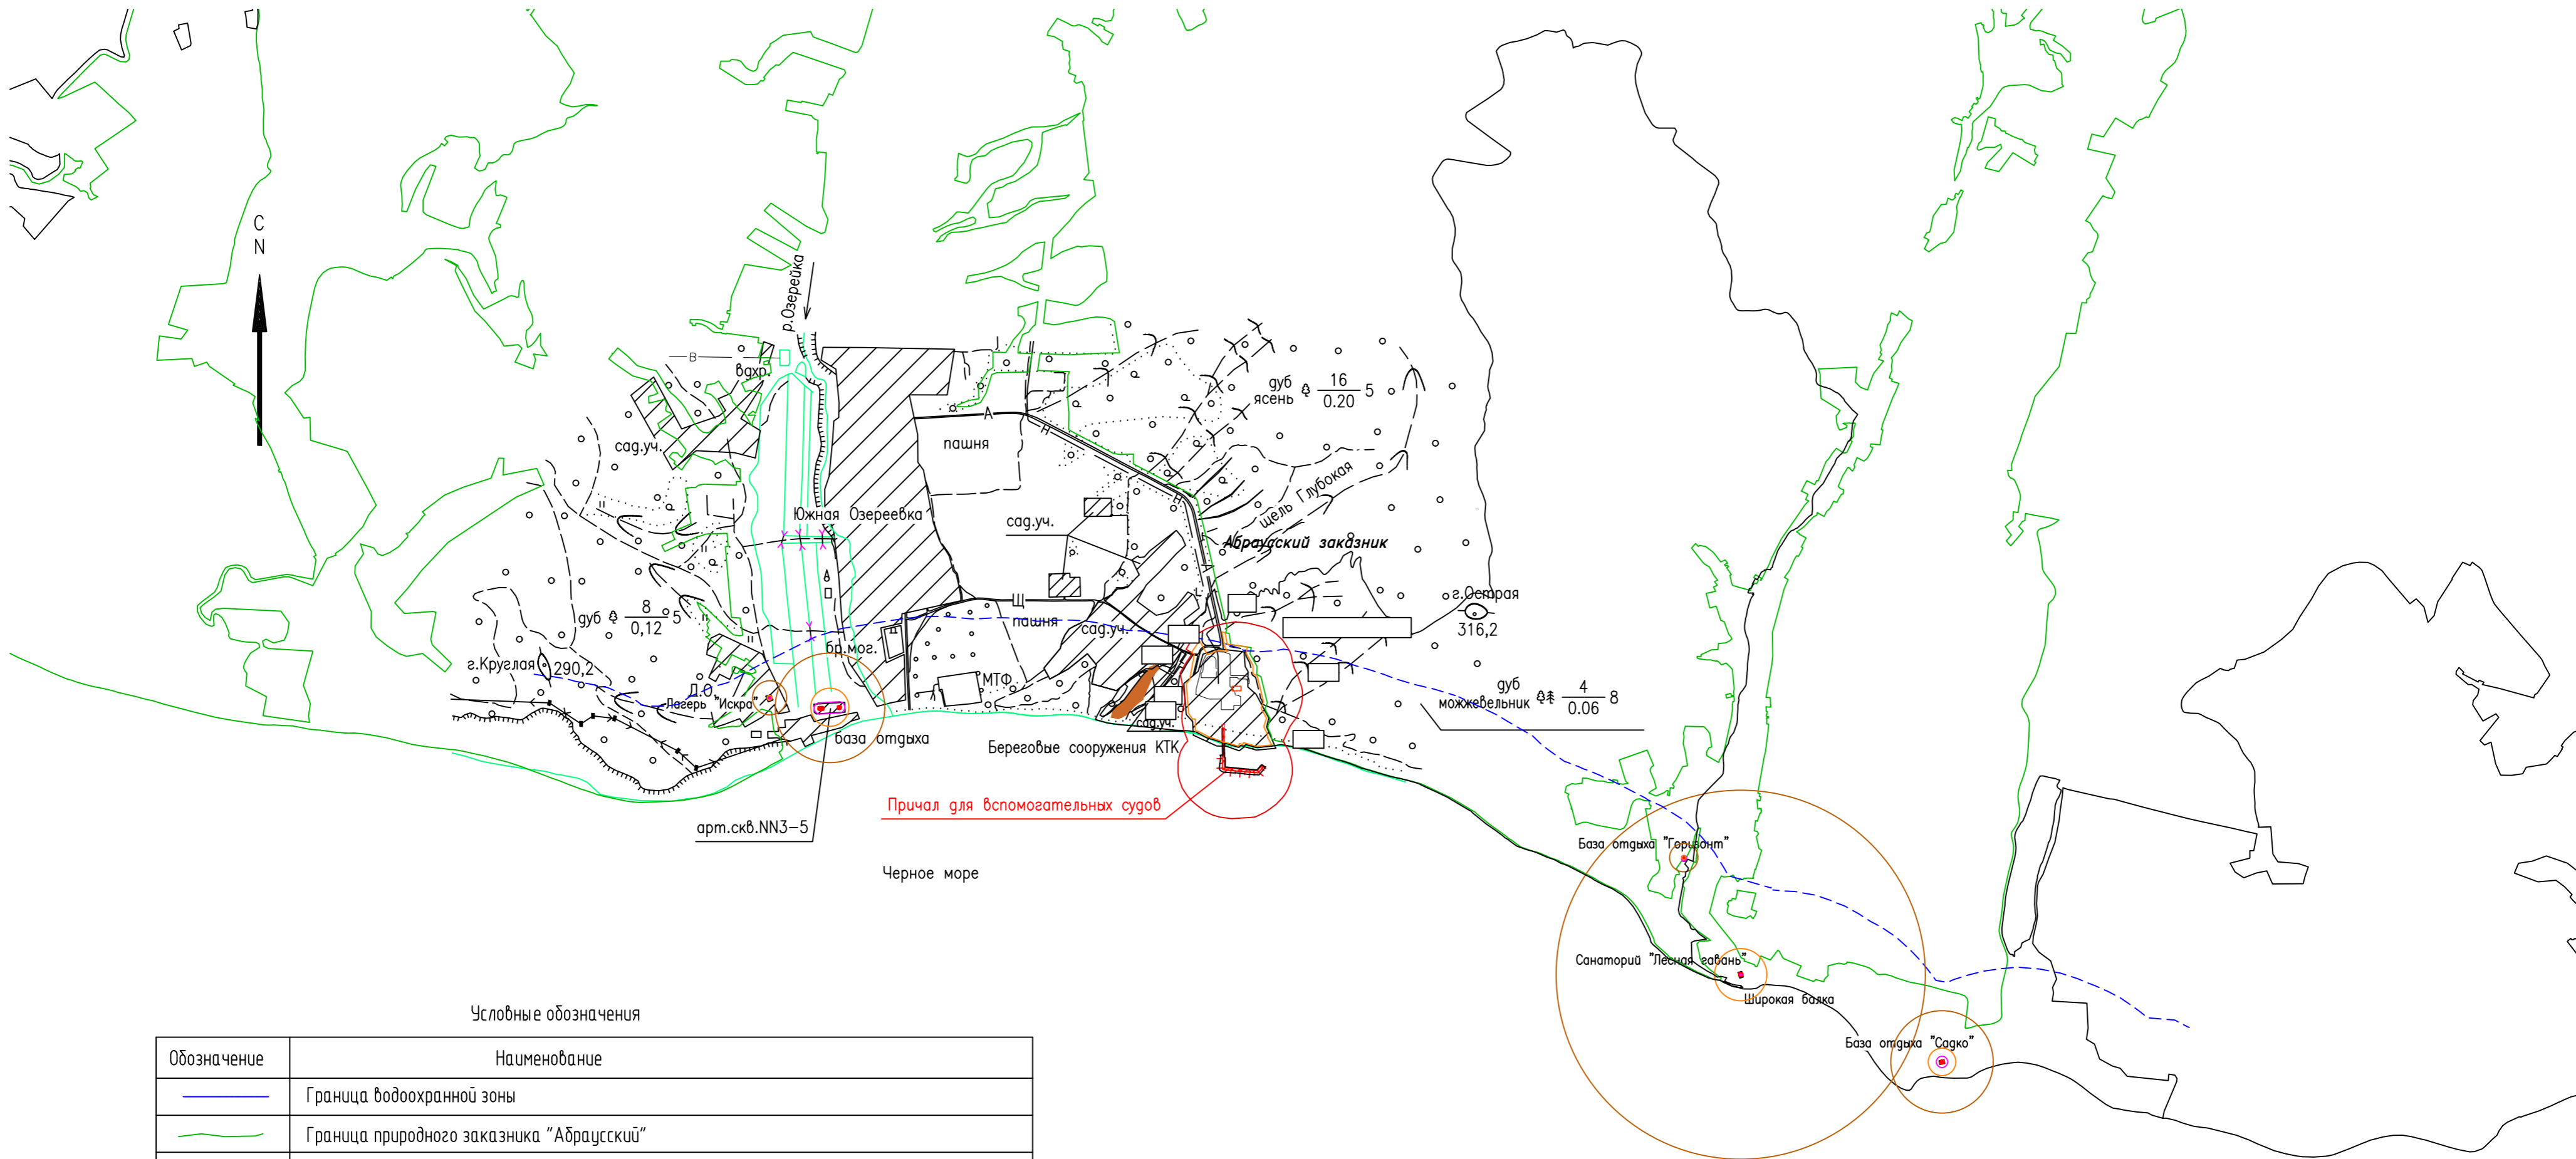 С
N
р.Озерейка
В
вдхр.
дуб
ясень
16
0.20
5
А
Н
пашня
сад.уч.
щель Глубокая
Южная Озереевка
сад.уч.
Абраусский заказник
г.Острая
316,2
дуб
8
0,12
5
Щ
пашня
сад.уч.
бр.мог.
г.Круглая
290,2
Д.О.
Лагерь "Искра"
МТФ
дуб
можжевельник
4
0.06
8
сад.уч.
база отдыха
Береговые сооружения КТК
Причал для вспомогательных судов
арт.скв.NN3-5
База отдыха "Горизонт"
Черное море
Санаторий "Лесная гавань"
Широкая балка
База отдыха "Садко"
Условные обозначения
Обозначение
Наименование
Граница водоохранной зоны
Граница природного заказника "Абраусский"